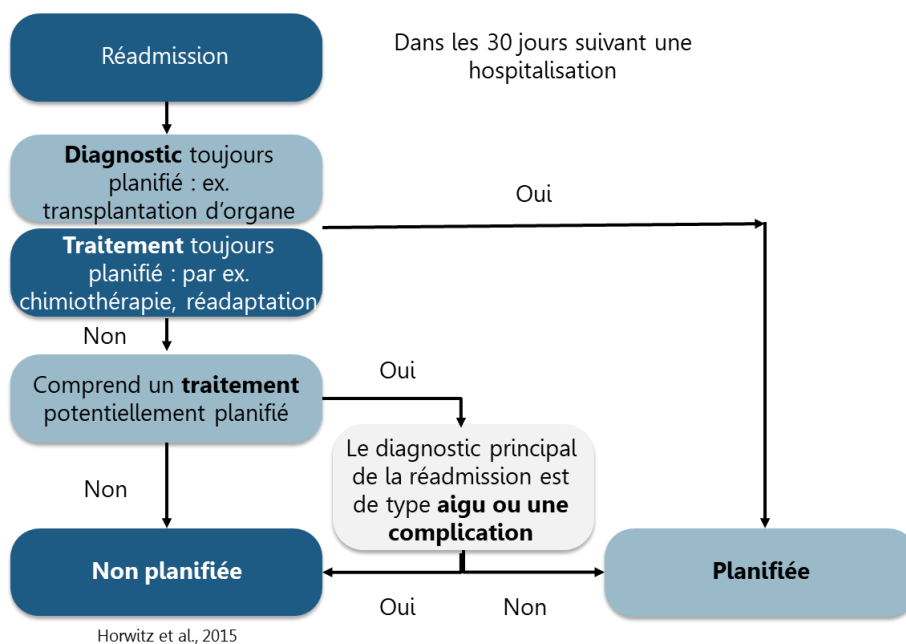 Réadmission
Dans les 30 jours suivant une
hospitalisation
Diagnostic toujours
planifié : ex.
transplantation d’organe
Oui
Traitement toujours
planifié : par ex.
chimiothérapie, réadaptation
Non
Comprend un traitement
potentiellement planifié
Oui
Le diagnostic principal
de la réadmission est
de type aigu ou une
complication
Non
Non planifiée
Planifiée
Oui
Non
Horwitz et al., 2015